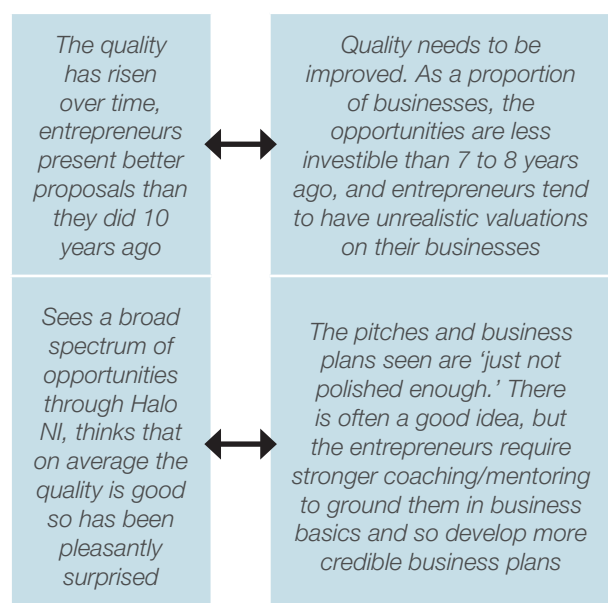 The quality
has risen
over time,
entrepreneurs
present better
proposals than
they did 10
years ago
Quality needs to be
improved. As a proportion
of businesses, the
opportunities are less
investible than 7 to 8 years
ago, and entrepreneurs tend
to have unrealistic valuations
on their businesses
Sees a broad
spectrum of
opportunities
through Halo
NI, thinks that
on average the
quality is good
so has been
pleasantly
surprised
The pitches and business
plans seen are ‘just not
polished enough.’ There
is often a good idea, but
the entrepreneurs require
stronger coaching/mentoring
to ground them in business
basics and so develop more
credible business plans